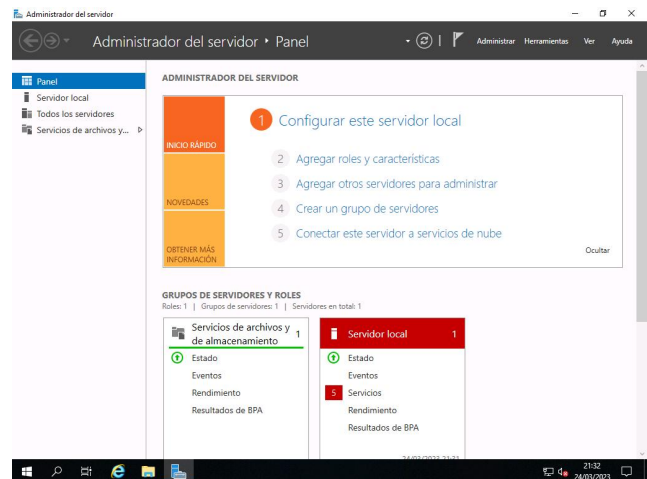 Administrador del servidor
Administrador del servidor • Panel
Administrar Herramientas Ver Ayuda
Panel
Servidor local
Todos los servidores
Servicios de archivos y...
ADMINISTRADOR DEL SERVIDOR
INICIO RÁPIDO
NOVEDADES
OBTENER MÁS
INFORMACIÓN
1 Configurar este servidor local
2 Agregar roles y características
3 Agregar otros servidores para administrar
4 Crear un grupo de servidores
5 Conectar este servidor a servicios de nube
Ocultar
GRUPOS DE SERVIDORES Y ROLES
Roles: 1 | Grupos de servidores: 1 | Servidores en total: 1
Servicios de archivos y
de almacenamiento
1
Estado
Eventos
Rendimiento
Resultados de BPA
Servidor local 1
Estado
Eventos
5 Servicios
Rendimiento
Resultados de BPA
24/03/2023 21:31
21:32
24/03/2023